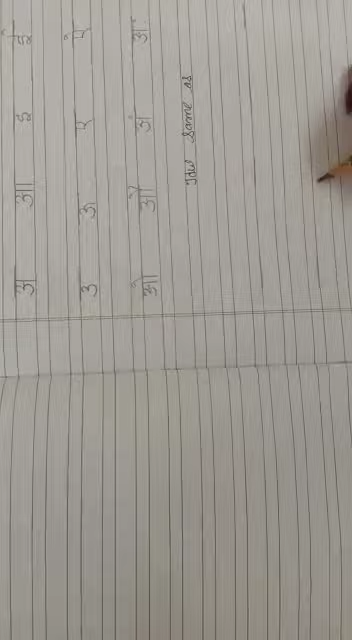 अ आ इ ई
उ ऊ ए ऐ
ओ औ अं अः
same as